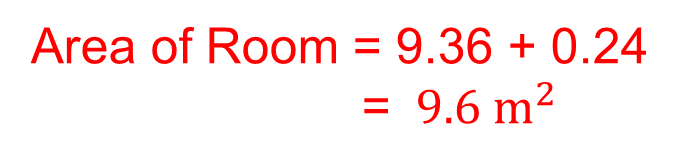 Area of Room = 9.36 + 0.24
= 9.6 m²